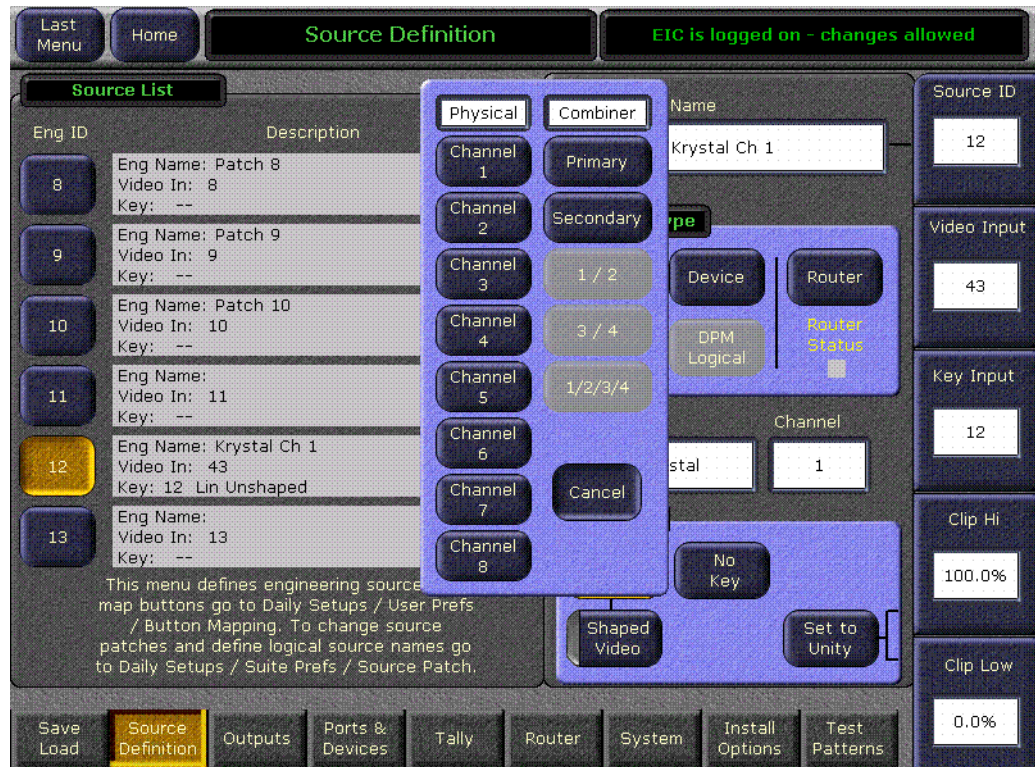 Last
Menu
Home
Source Definition
EIC is logged on - changes allowed
Source List
Eng ID
Description
8
Eng Name: Patch 8
Video In: 8
Key: --
9
Eng Name: Patch 9
Video In: 9
Key: --
10
Eng Name: Patch 10
Video In: 10
Key: --
11
Eng Name:
Video In: 11
Key: --
12
Eng Name: Krystal Ch 1
Video In: 43
Key: 12 Lin Unshaped
13
Eng Name:
Video In: 13
Key: --
This menu defines engineering source
map buttons go to Daily Setups / User Prefs
/ Button Mapping. To change source
patches and define logical source names go
to Daily Setups / Suite Prefs / Source Patch.
Physical
Channel
1
Channel
2
Channel
3
Channel
4
Channel
5
Channel
6
Channel
7
Channel
8
Combiner
Primary
Secondary
1 / 2
3 / 4
1/2/3/4
Cancel
Name
Krystal Ch 1
ype
Device
DPM
Logical
Router
Router
Status
stal
Channel
1
No
Key
Shaped
Video
Set to
Unity
Source ID
12
Video Input
43
Key Input
12
Clip Hi
100.0%
Clip Low
0.0%
Save
Load
Source
Definition
Outputs
Ports &
Devices
Tally
Router
System
Install
Options
Test
Patterns